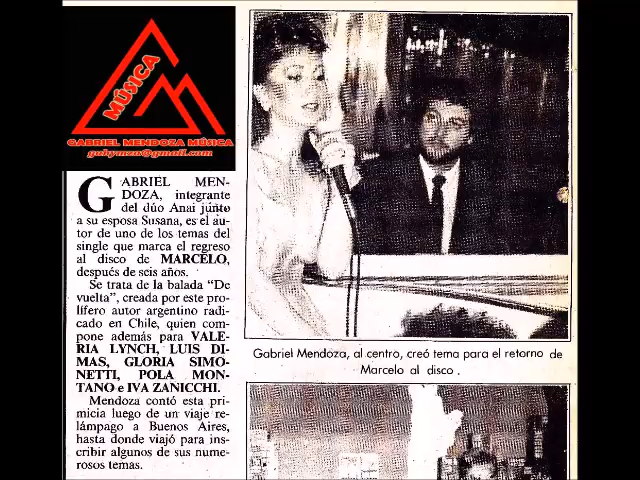 MÚSICA
GABRIEL MENDOZA MÚSICA
gabyanzo@gmail.com
GABRIEL MEN-
DOZA, integrante
del dúo Anai junto
a su esposa Susana, es el au-
tor de uno de los temas del
single que marca el regreso
al disco de MARCELO,
después de seis años.
Se trata de la balada "De
vuelta", creada por este pro-
lífero autor argentino radi-
cado en Chile, quien com-
pone además para VALE-
RIA LYNCH, LUIS DI-
MAS, GLORIA SIMO-
NETTI, POLA MON-
TANO e IVA ZANICCHI.
Mendoza contó esta pri-
micia luego de un viaje re-
lámpago a Buenos Aires,
hasta donde viajó para ins-
cribir algunos de sus nume-
rosos temas.
Gabriel Mendoza, al centro, creó tema para el retorno de
Marcelo al disco.